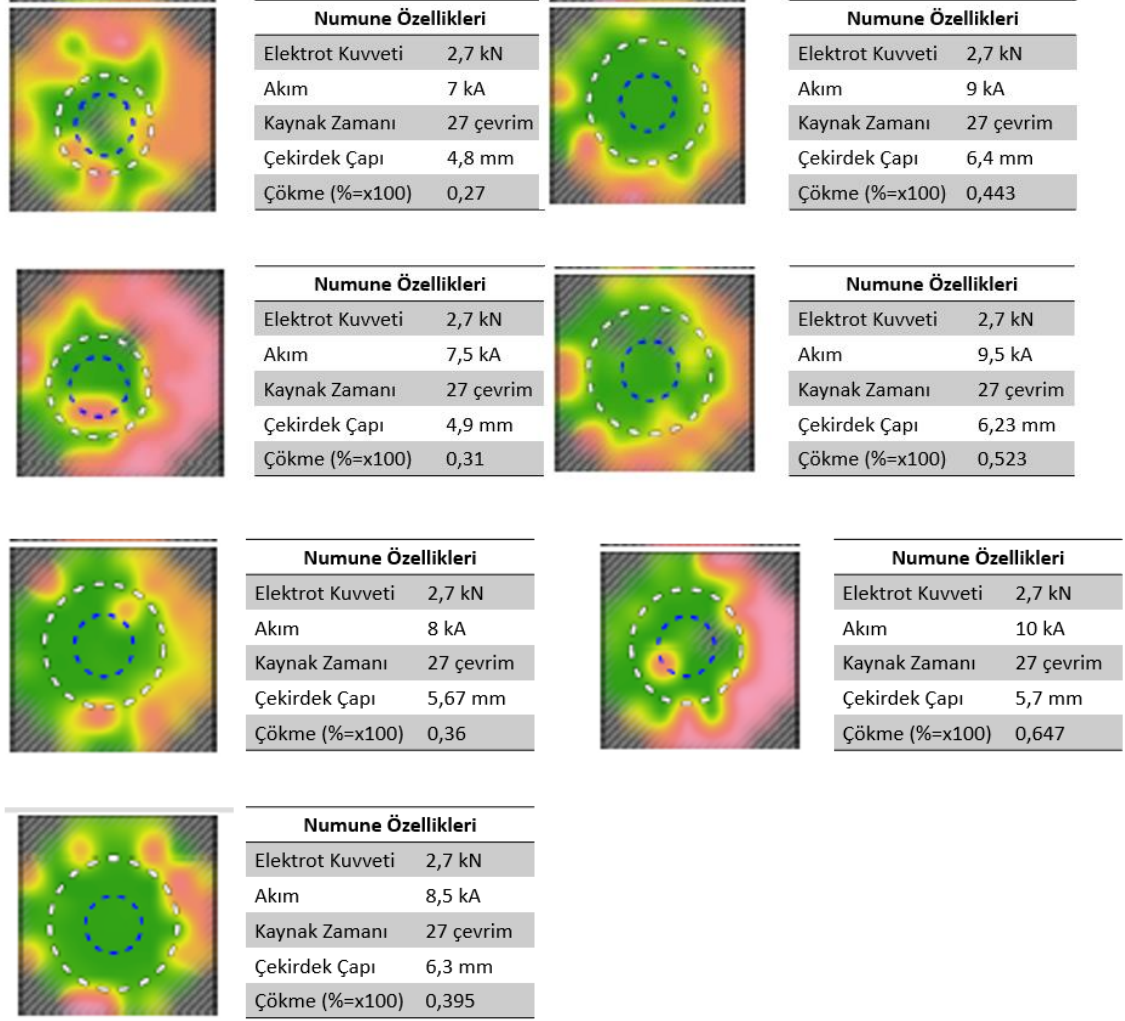 Numune Özellikleri
Elektrot Kuvveti 2,7 kN
Akım 7 kA
Kaynak Zamanı 27 çevrim
Çekirdek Çapı 4,8 mm
Çökme (%=x100) 0,27
Numune Özellikleri
Elektrot Kuvveti 2,7 kN
Akım 9 kA
Kaynak Zamanı 27 çevrim
Çekirdek Çapı 6,4 mm
Çökme (%=x100) 0,443
Numune Özellikleri
Elektrot Kuvveti 2,7 kN
Akım 7,5 kA
Kaynak Zamanı 27 çevrim
Çekirdek Çapı 4,9 mm
Çökme (%=x100) 0,31
Numune Özellikleri
Elektrot Kuvveti 2,7 kN
Akım 9,5 kA
Kaynak Zamanı 27 çevrim
Çekirdek Çapı 6,23 mm
Çökme (%=x100) 0,523
Numune Özellikleri
Elektrot Kuvveti 2,7 kN
Akım 8 kA
Kaynak Zamanı 27 çevrim
Çekirdek Çapı 5,67 mm
Çökme (%=x100) 0,36
Numune Özellikleri
Elektrot Kuvveti 2,7 kN
Akım 10 kA
Kaynak Zamanı 27 çevrim
Çekirdek Çapı 5,7 mm
Çökme (%=x100) 0,647
Numune Özellikleri
Elektrot Kuvveti 2,7 kN
Akım 8,5 kA
Kaynak Zamanı 27 çevrim
Çekirdek Çapı 6,3 mm
Çökme (%=x100) 0,395